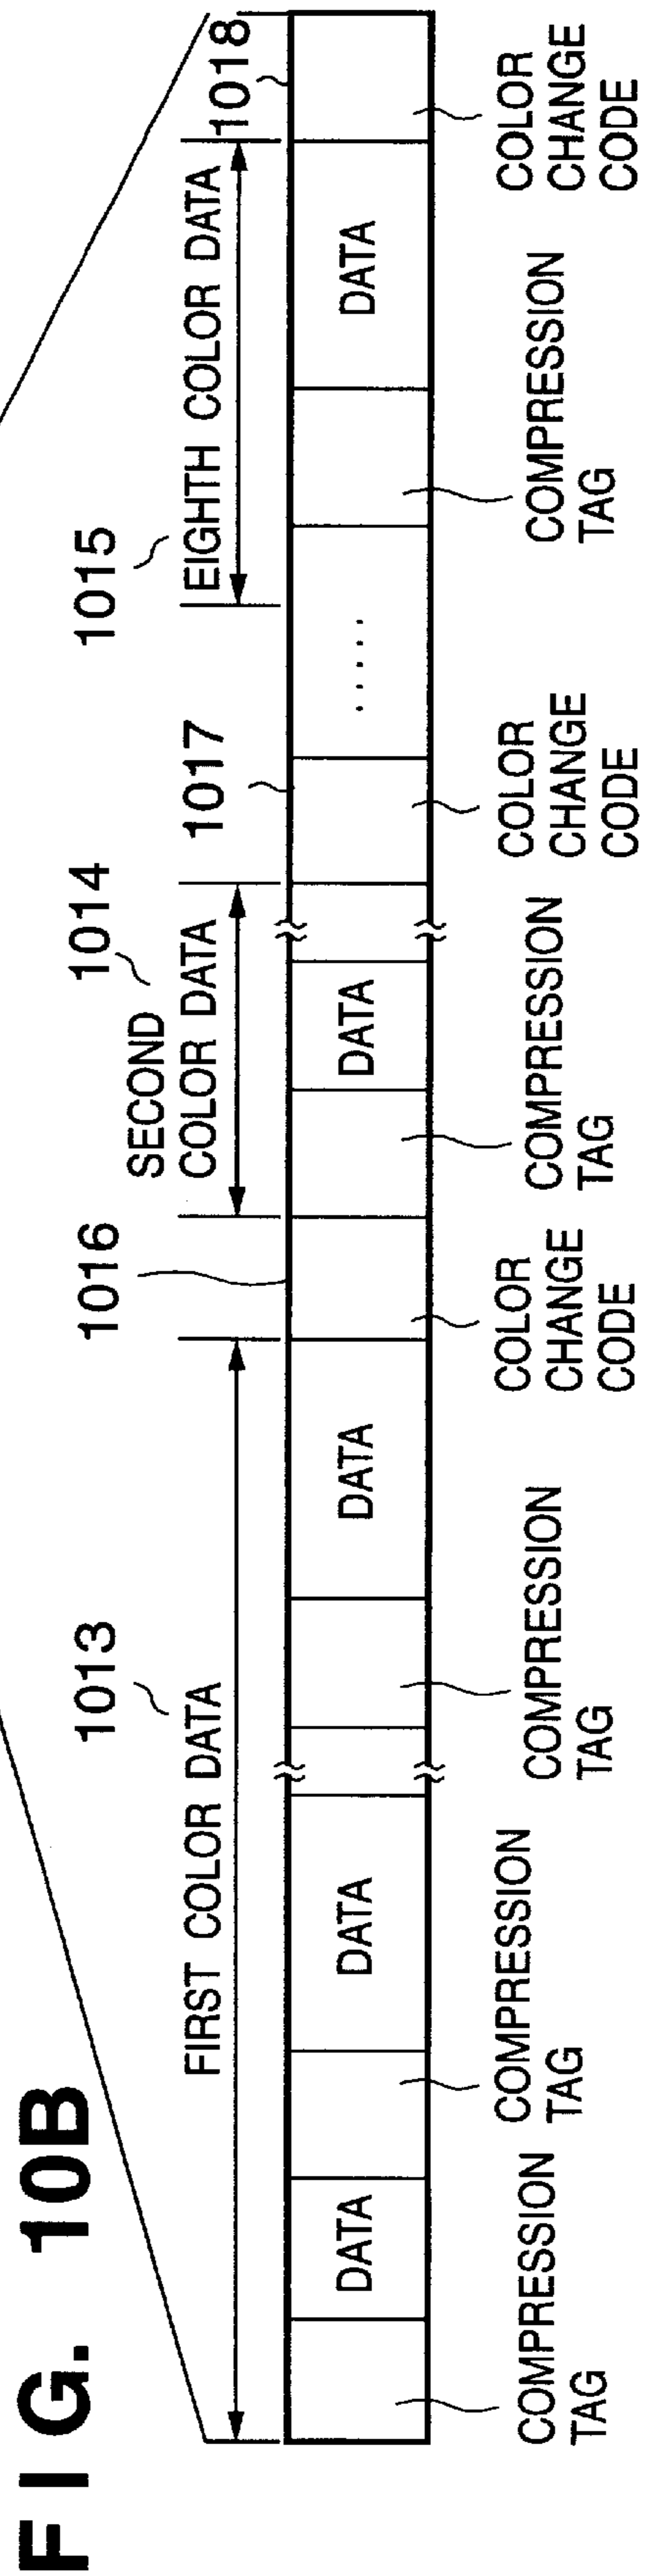 FIG. 10B
1013
FIRST COLOR DATA
1016
1014
SECOND
COLOR DATA
1017
1015
EIGHTH COLOR DATA
1018
DATA
DATA
DATA
DATA
.....
DATA
COMPRESSION
TAG
COMPRESSION
TAG
COMPRESSION
TAG
COLOR
CHANGE
CODE
COMPRESSION
TAG
COLOR
CHANGE
CODE
COMPRESSION
TAG
COLOR
CHANGE
CODE